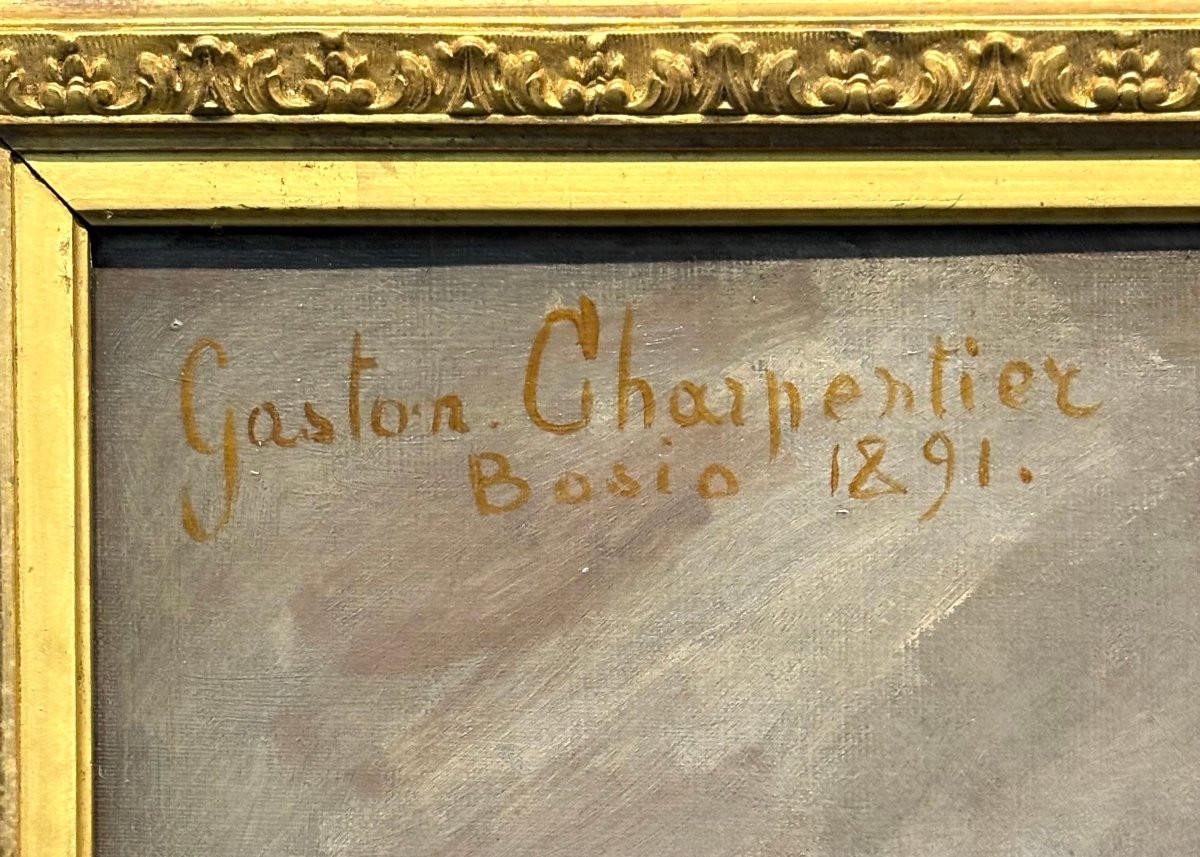 Gaston. Charpentier
Bosio 1891.